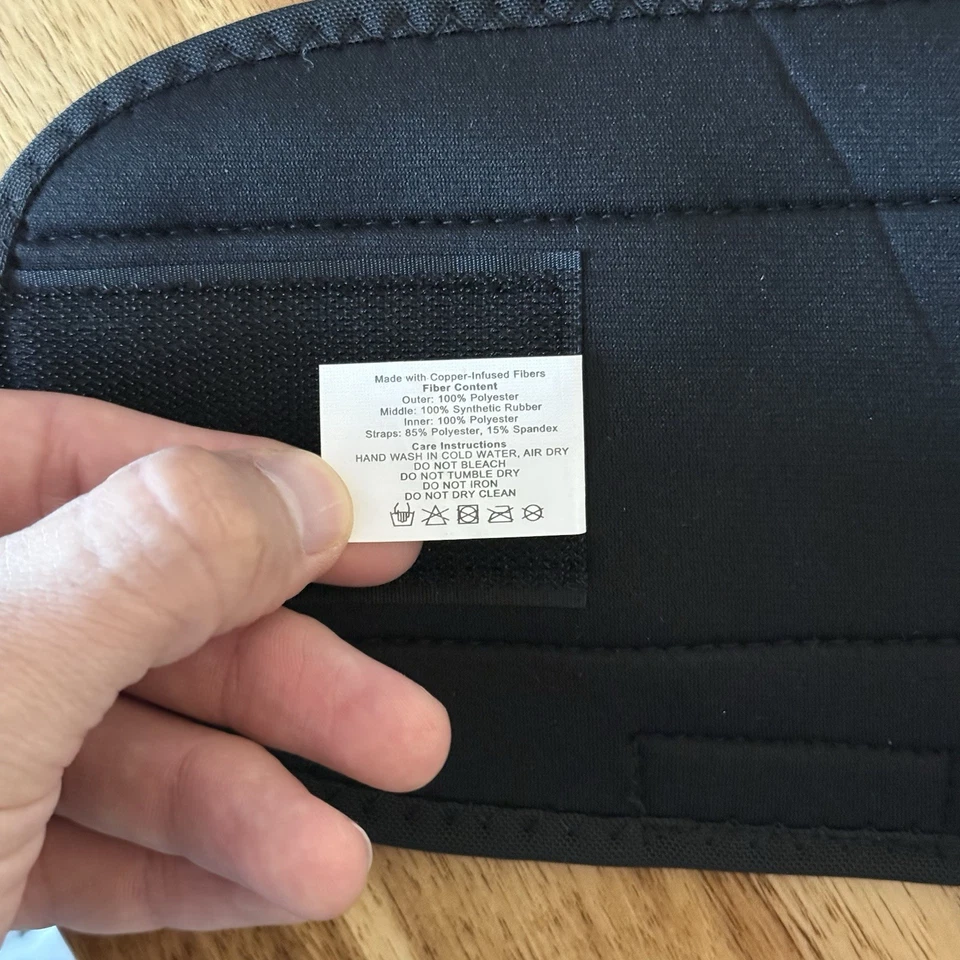 Made with Copper-Infused Fibers
Fiber Content
Outer: 100% Polyester
Middle: 100% Synthetic Rubber
Inner: 100% Polyester
Straps: 85% Polyester, 15% Spandex
Care Instructions
HAND WASH IN COLD WATER, AIR DRY
DO NOT BLEACH
DO NOT TUMBLE DRY
DO NOT IRON
DO NOT DRY CLEAN